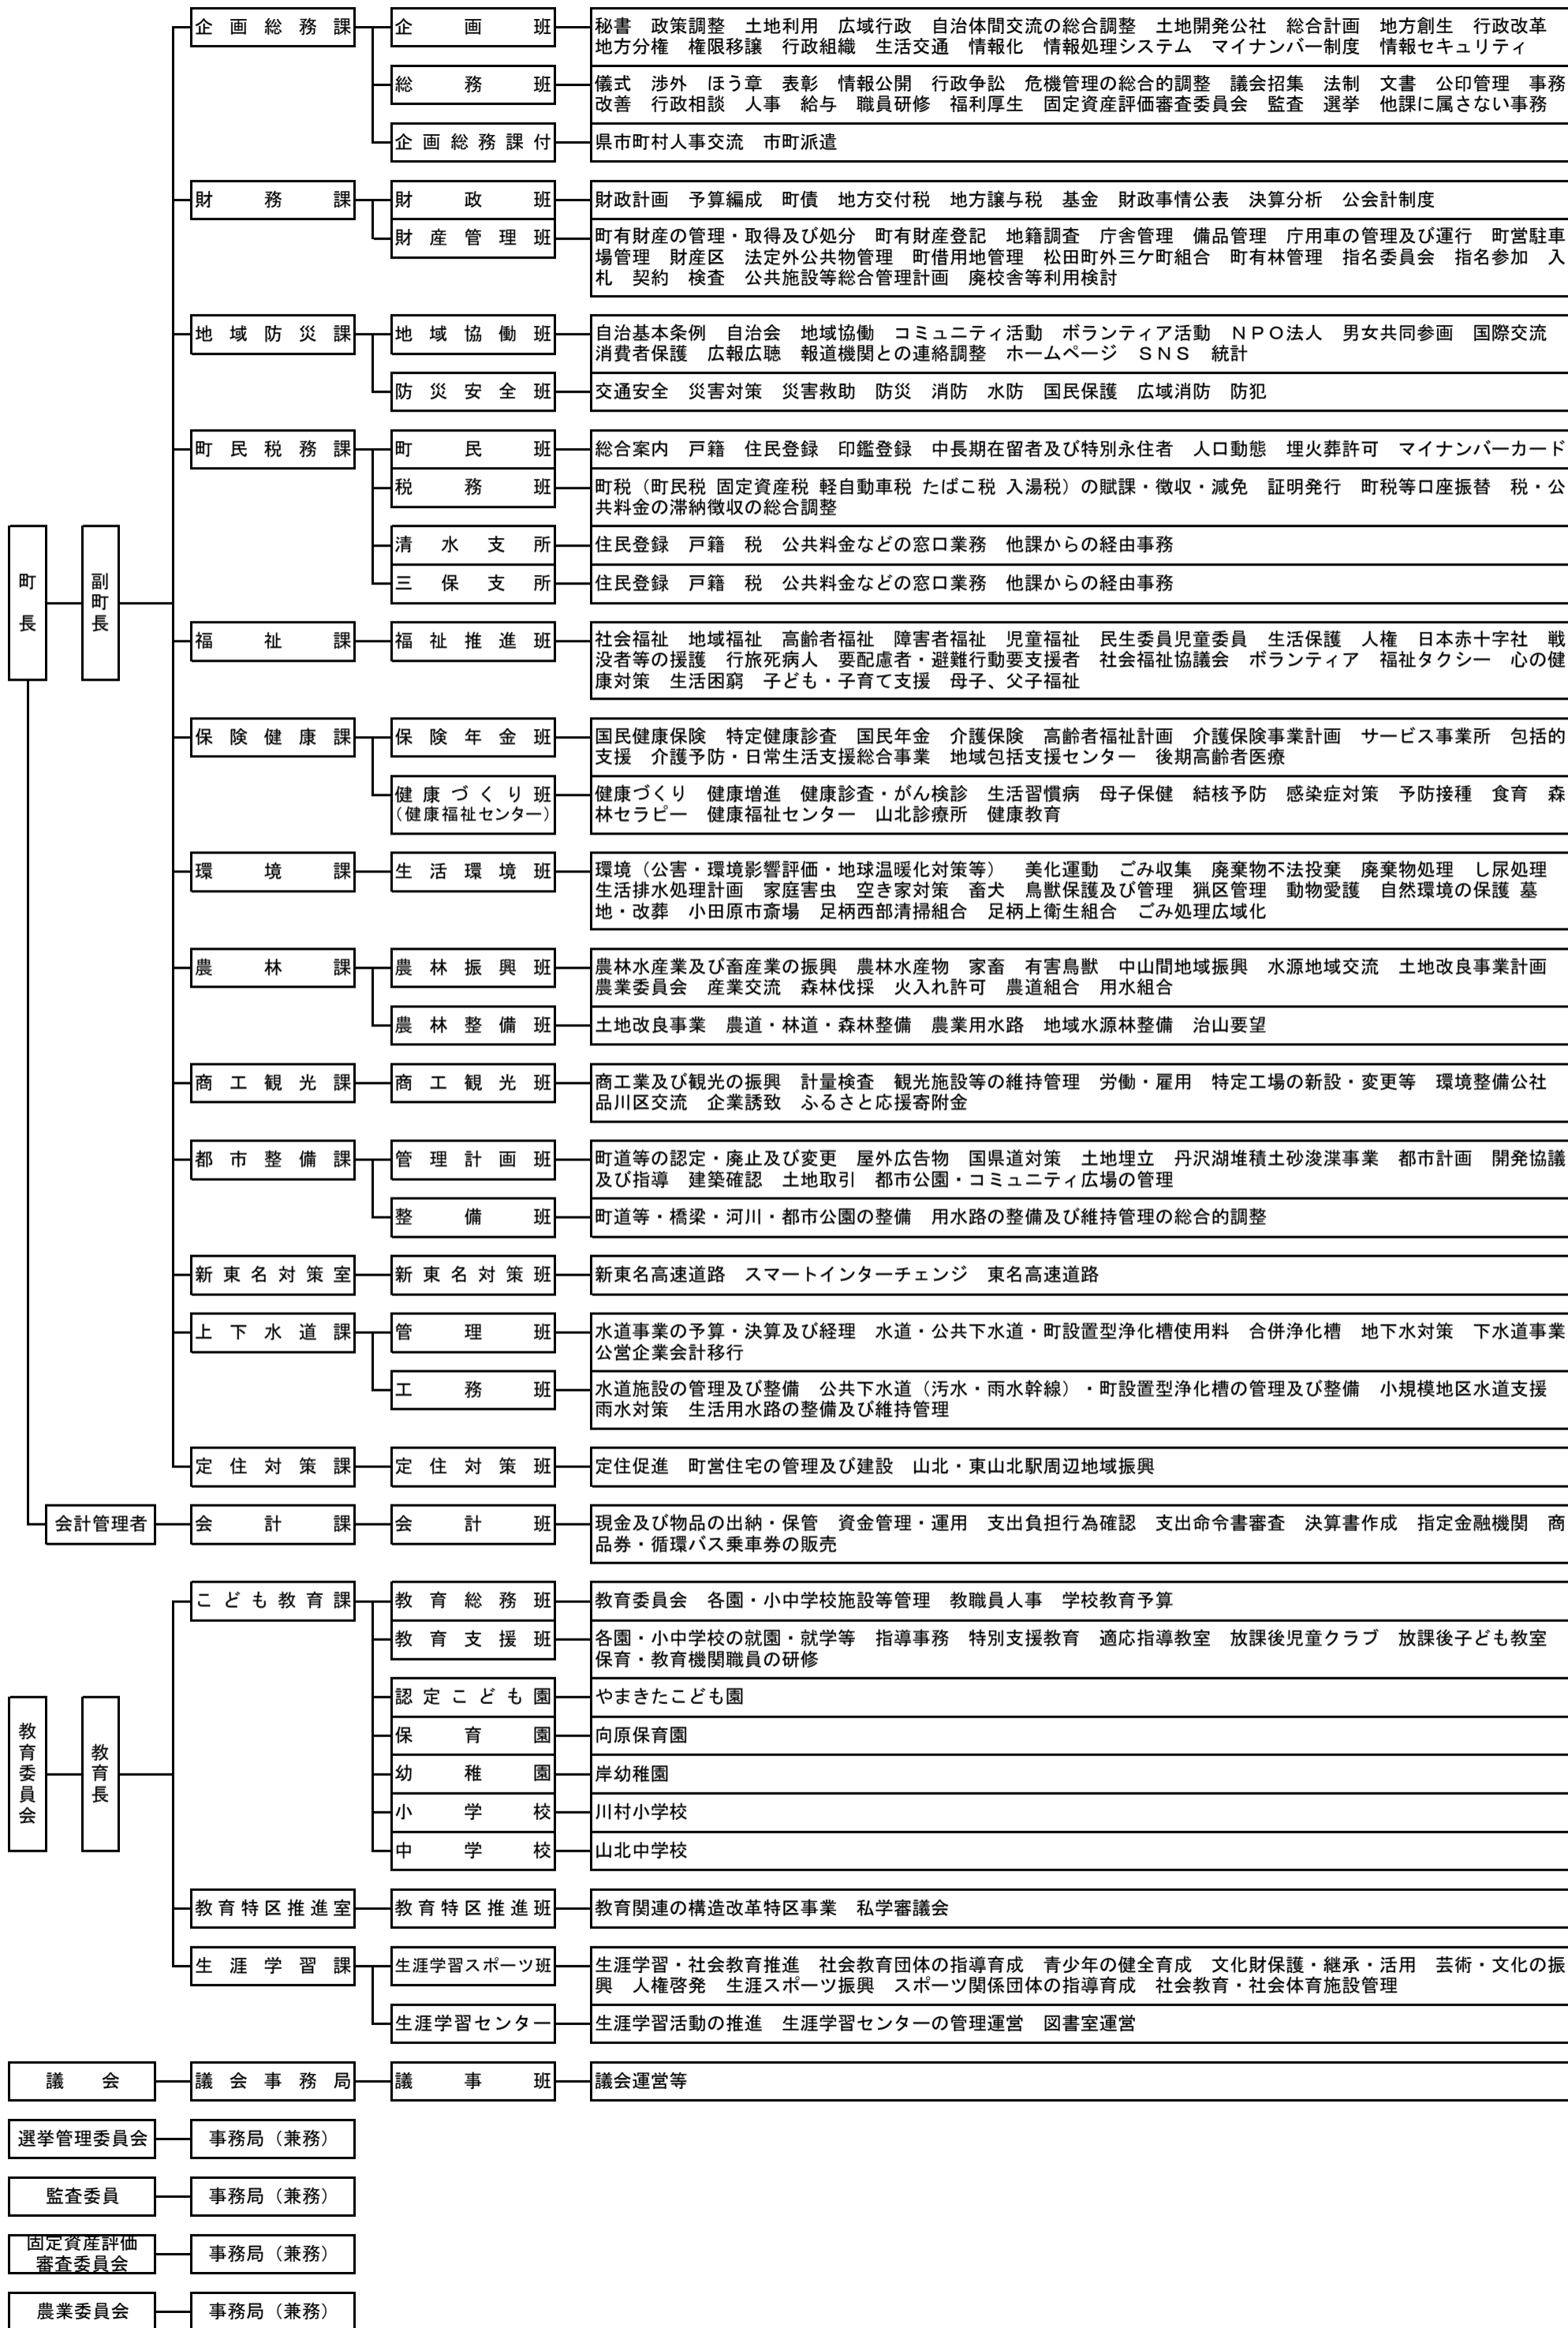 町長
副町長
企画総務課
企画班
秘書　政策調整　土地利用　広域行政　自治体間交流の総合調整　土地開発公社　総合計画　地方創生　行政改革
地方分権　権限移譲　行政組織　生活交通　情報化　情報処理システム　マイナンバー制度　情報セキュリティ
総務班
儀式　渉外　ほう章　表彰　情報公開　行政争訟　危機管理の総合的調整　議会招集　法制　文書　公印管理　事務
改善　行政相談　人事　給与　職員研修　福利厚生　固定資産評価審査委員会　監査　選挙　他課に属さない事務
企画総務課付
県市町村人事交流　市町派遣
財務課
財政班
財政計画　予算編成　町債　地方交付税　地方譲与税　基金　財政事情公表　決算分析　公会計制度
財産管理班
町有財産の管理・取得及び処分　町有財産登記　地籍調査　庁舎管理　備品管理　庁用車の管理及び運行　町営駐車
場管理　財産区　法定外公共物管理　町借用地管理　松田町外三ケ町組合　町有林管理　指名委員会　指名参加　入
札　契約　検査　公共施設等総合管理計画　廃校舎等利用検討
地域防災課
地域協働班
自治基本条例　自治会　地域協働　コミュニティ活動　ボランティア活動　ＮＰＯ法人　男女共同参画　国際交流
消費者保護　広報広聴　報道機関との連絡調整　ホームページ　ＳＮＳ　統計
防災安全班
交通安全　災害対策　災害救助　防災　消防　水防　国民保護　広域消防　防犯
町民税務課
町民班
総合案内　戸籍　住民登録　印鑑登録　中長期在留者及び特別永住者　人口動態　埋火葬許可　マイナンバーカード
税務班
町税（町民税 固定資産税 軽自動車税 たばこ税 入湯税）の賦課・徴収・減免　証明発行　町税等口座振替　税・公
共料金の滞納徴収の総合調整
清水支所
住民登録　戸籍　税　公共料金などの窓口業務　他課からの経由事務
三保支所
住民登録　戸籍　税　公共料金などの窓口業務　他課からの経由事務
福祉課
福祉推進班
社会福祉　地域福祉　高齢者福祉　障害者福祉　児童福祉　民生委員児童委員　生活保護　人権　日本赤十字社　戦
没者等の援護　行旅死病人　要配慮者・避難行動要支援者　社会福祉協議会　ボランティア　福祉タクシー　心の健
康対策　生活困窮　子ども・子育て支援　母子、父子福祉
保険健康課
保険年金班
国民健康保険　特定健康診査　国民年金　介護保険　高齢者福祉計画　介護保険事業計画　サービス事業所　包括的
支援　介護予防・日常生活支援総合事業　地域包括支援センター　後期高齢者医療
健康づくり班
（健康福祉センター）
健康づくり　健康増進　健康診査・がん検診　生活習慣病　母子保健　結核予防　感染症対策　予防接種　食育　森
林セラピー　健康福祉センター　山北診療所　健康教育
環境課
生活環境班
環境（公害・環境影響評価・地球温暖化対策等）　美化運動　ごみ収集　廃棄物不法投棄　廃棄物処理　し尿処理
生活排水処理計画　家庭害虫　空き家対策　畜犬　鳥獣保護及び管理　猟区管理　動物愛護　自然環境の保護 墓
地・改葬　小田原市斎場　足柄西部清掃組合　足柄上衛生組合　ごみ処理広域化
農林課
農林振興班
農林水産業及び畜産業の振興　農林水産物　家畜　有害鳥獣　中山間地域振興　水源地域交流　土地改良事業計画
農業委員会　産業交流　森林伐採　火入れ許可　農道組合　用水組合
農林整備班
土地改良事業　農道・林道・森林整備　農業用水路　地域水源林整備　治山要望
商工観光課
商工観光班
商工業及び観光の振興　計量検査　観光施設等の維持管理　労働・雇用　特定工場の新設・変更等　環境整備公社
品川区交流　企業誘致　ふるさと応援寄附金
都市整備課
管理計画班
町道等の認定・廃止及び変更　屋外広告物　国県道対策　土地埋立　丹沢湖堆積土砂浚渫事業　都市計画　開発協議
及び指導　建築確認　土地取引　都市公園・コミュニティ広場の管理
整備班
町道等・橋梁・河川・都市公園の整備　用水路の整備及び維持管理の総合的調整
新東名対策室
新東名対策班
新東名高速道路　スマートインターチェンジ　東名高速道路
上下水道課
管理班
水道事業の予算・決算及び経理　水道・公共下水道・町設置型浄化槽使用料　合併浄化槽　地下水対策　下水道事業
公営企業会計移行
工務班
水道施設の管理及び整備　公共下水道（汚水・雨水幹線）・町設置型浄化槽の管理及び整備　小規模地区水道支援
雨水対策　生活用水路の整備及び維持管理
定住対策課
定住対策班
定住促進　町営住宅の管理及び建設　山北・東山北駅周辺地域振興
会計管理者
会計課
会計班
現金及び物品の出納・保管　資金管理・運用　支出負担行為確認　支出命令書審査　決算書作成　指定金融機関　商
品券・循環バス乗車券の販売
教育委員会
教育長
こども教育課
教育総務班
教育委員会　各園・小中学校施設等管理　教職員人事　学校教育予算
教育支援班
各園・小中学校の就園・就学等　指導事務　特別支援教育　適応指導教室　放課後児童クラブ　放課後子ども教室
保育・教育機関職員の研修
認定こども園
やまきたこども園
保育園
向原保育園
幼稚園
岸幼稚園
小学校
川村小学校
中学校
山北中学校
教育特区推進室
教育特区推進班
教育関連の構造改革特区事業　私学審議会
生涯学習課
生涯学習スポーツ班
生涯学習・社会教育推進　社会教育団体の指導育成　青少年の健全育成　文化財保護・継承・活用　芸術・文化の振
興　人権啓発　生涯スポーツ振興　スポーツ関係団体の指導育成　社会教育・社会体育施設管理
生涯学習センター
生涯学習活動の推進　生涯学習センターの管理運営　図書室運営
議会
議会事務局
議事班
議会運営等
選挙管理委員会
事務局（兼務）
監査委員
事務局（兼務）
固定資産評価
審査委員会
事務局（兼務）
農業委員会
事務局（兼務）